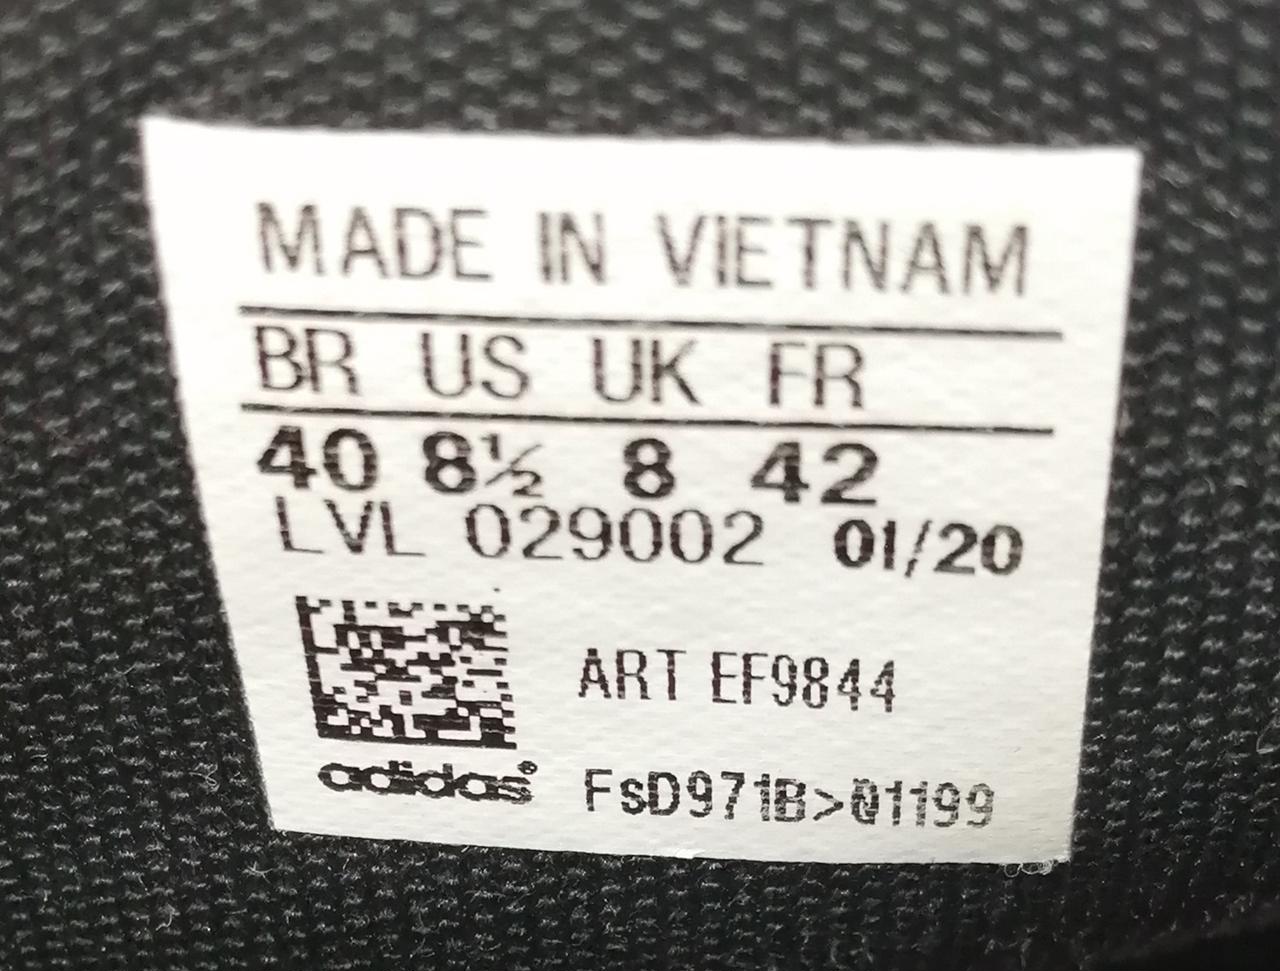 MADE IN VIETNAM
BR US UK FR
40 8½ 8 42
LVL 029002 01/20
ART EF9844
adidas® FsD971B>@1199